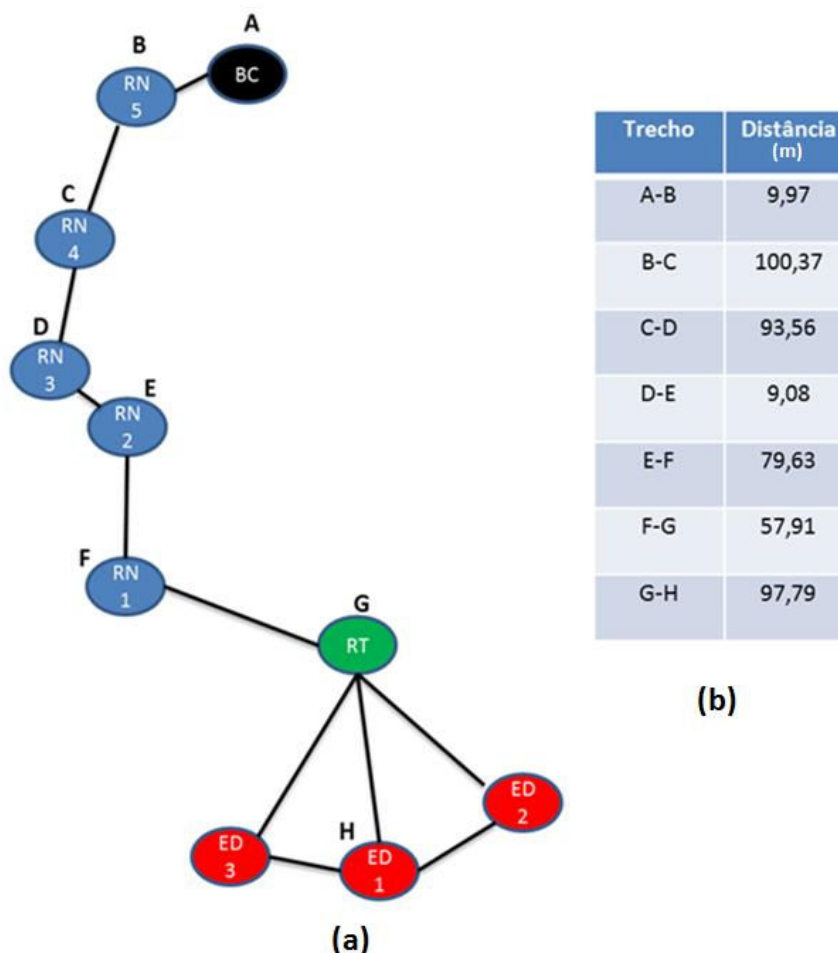 A
B
BC
RN
5
C
RN
4
D
RN
3
E
RN
2
F
RN
1
G
RT
ED
2
H
ED
3
ED
1
(a)
Trecho Distância
(m)
A-B 9,97
B-C 100,37
C-D 93,56
D-E 9,08
E-F 79,63
F-G 57,91
G-H 97,79
(b)